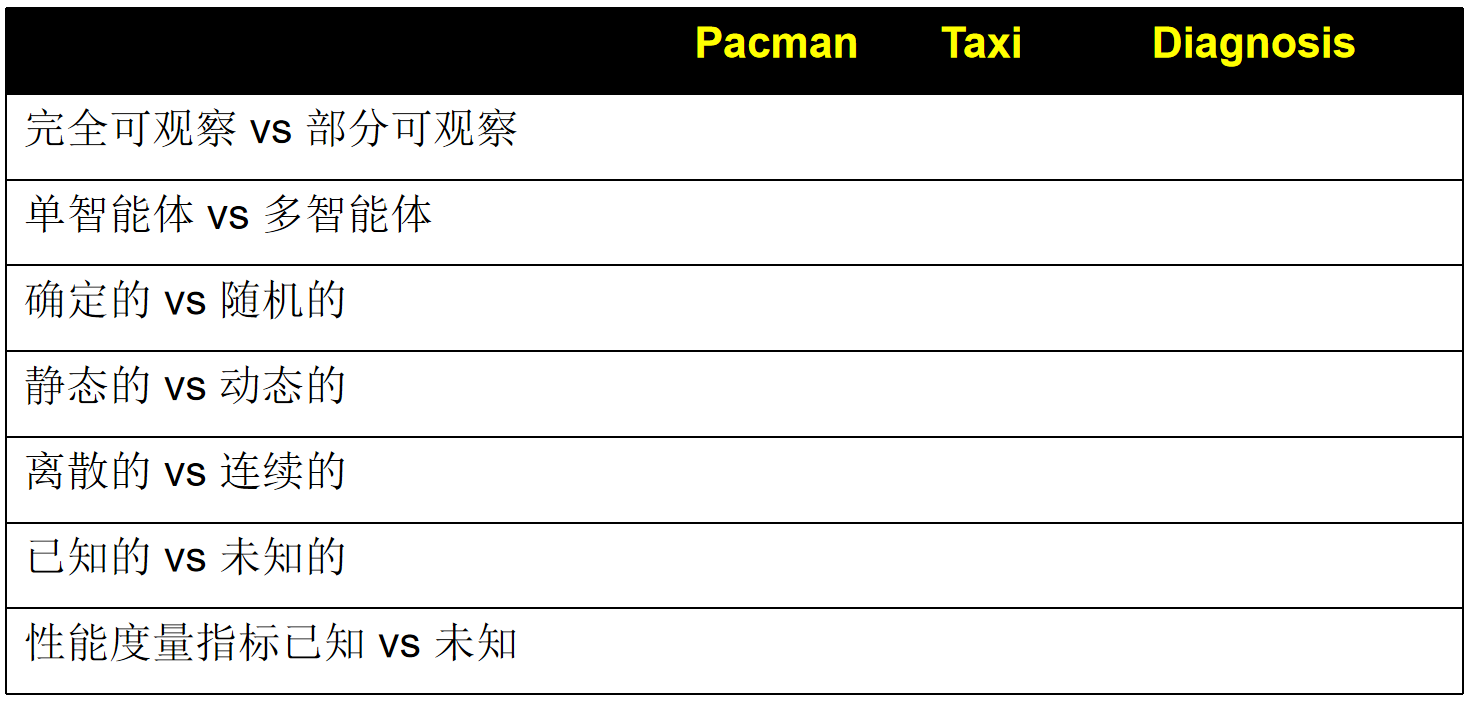 Pacman Taxi Diagnosis
完全可观察 vs 部分可观察
单智能体 vs 多智能体
确定的 vs 随机的
静态的 vs 动态的
离散的 vs 连续的
已知的 vs 未知的
性能度量指标已知 vs 未知